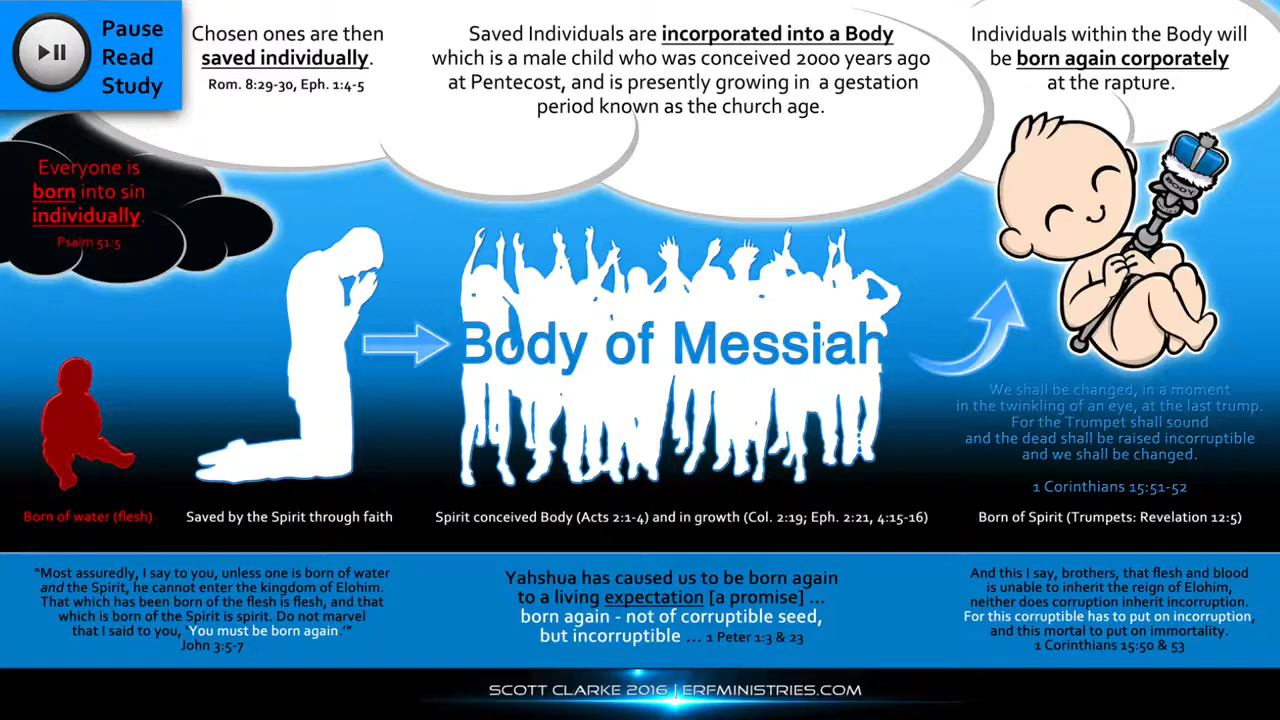 Pause
Read
Study
Chosen ones are then
saved individually.
Rom. 8:29-30, Eph. 1:4-5
Saved Individuals are incorporated into a Body
which is a male child who was conceived 2000 years ago
at Pentecost, and is presently growing in a gestation
period known as the church age.
Individuals within the Body will
be born again corporately
at the rapture.
Everyone is
born into sin
individually.
Psalm 51:5
BODY
Body of Messiah
We shall be changed, in a moment
in the twinkling of an eye, at the last trump.
For the Trumpet shall sound
and the dead shall be raised incorruptible
and we shall be changed.
1 Corinthians 15:51-52
Born of water (flesh)
Saved by the Spirit through faith
Spirit conceived Body (Acts 2:1-4) and in growth (Col. 2:19; Eph. 2:21, 4:15-16)
Born of Spirit (Trumpets: Revelation 12:5)
“Most assuredly, I say to you, unless one is born of water
and the Spirit, he cannot enter the kingdom of Elohim.
That which has been born of the flesh is flesh, and that
which is born of the Spirit is spirit. Do not marvel
that I said to you, ‘You must be born again.’”
John 3:5-7
Yahshua has caused us to be born again
to a living expectation [a promise] ...
born again - not of corruptible seed,
but incorruptible ... 1 Peter 1:3 & 23
And this I say, brothers, that flesh and blood
is unable to inherit the reign of Elohim,
neither does corruption inherit incorruption.
For this corruptible has to put on incorruption,
and this mortal to put on immortality.
1 Corinthians 15:50 & 53
SCOTT CLARKE 2016 | ERFMINISTRIES.COM